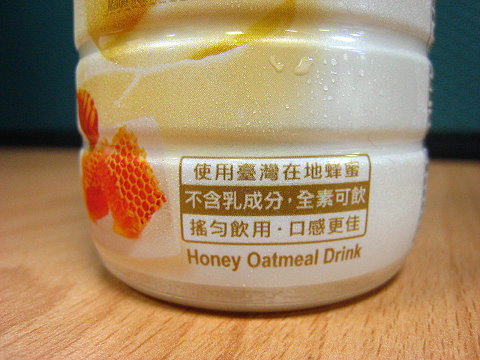 使用臺灣在地蜂蜜
不含乳成分，全素可飲
搖勻飲用·口感更佳
Honey Oatmeal Drink